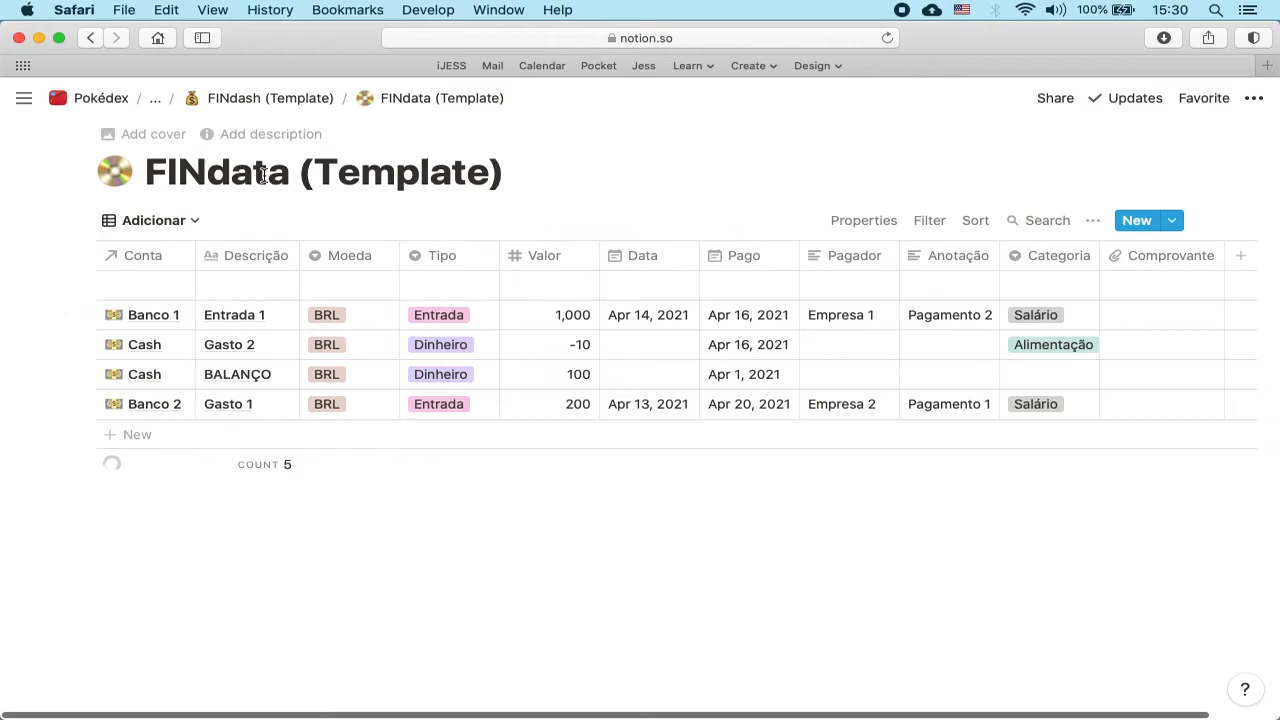 Safari File Edit View History Bookmarks Develop Window Help 100% 15:30
notion.so
iJESS Mail Calendar Pocket Jess Learn Create Design
Pokédex / ... / FINdash (Template) / FINdata (Template) Share Updates Favorite •••
Add cover Add description
FINdata (Template)
Adicionar Properties Filter Sort Search ••• New
Conta Aa Descrição Moeda Tipo # Valor Data Pago Pagador Anotação Categoria Comprovante +
Banco 1 Entrada 1 BRL Entrada 1,000 Apr 14, 2021 Apr 16, 2021 Empresa 1 Pagamento 2 Salário
Cash Gasto 2 BRL Dinheiro -10 Apr 16, 2021 Alimentação
Cash BALANÇO BRL Dinheiro 100 Apr 1, 2021
Banco 2 Gasto 1 BRL Entrada 200 Apr 13, 2021 Apr 20, 2021 Empresa 2 Pagamento 1 Salário
+ New
COUNT 5
?